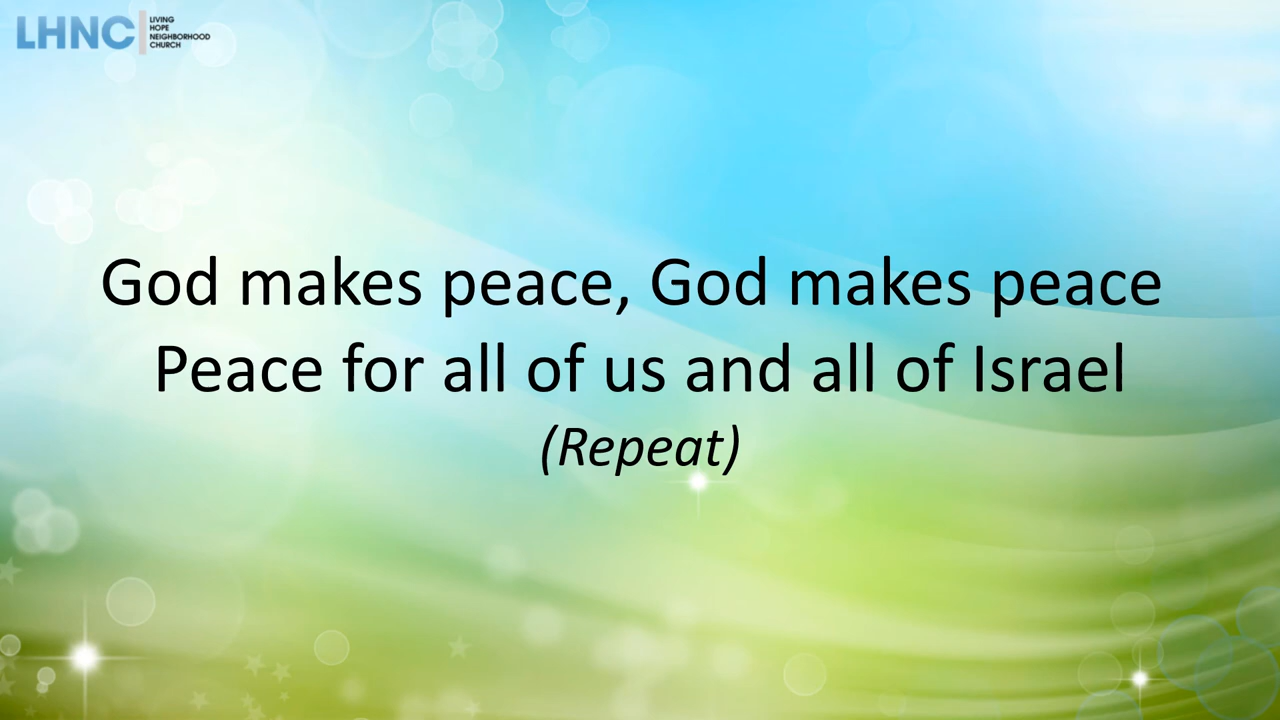 LHNC
LIVING
HOPE
NEIGHBORHOOD
CHURCH
God makes peace, God makes peace
Peace for all of us and all of Israel
(Repeat)